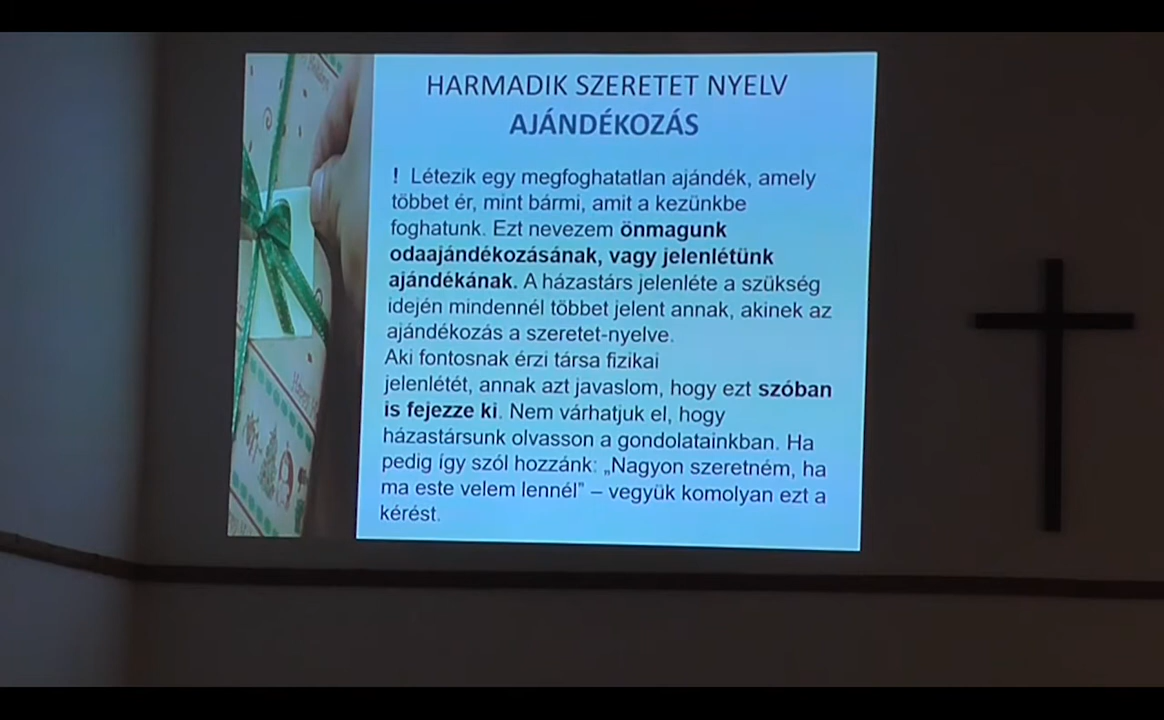 HARMADIK SZERETET NYELV
AJÁNDÉKOZÁS
! Létezik egy megfoghatatlan ajándék, amely
többet ér, mint bármi, amit a kezünkbe
foghatunk. Ezt nevezem önmagunk
odaajándékozásának, vagy jelenlétünk
ajándékának. A házastárs jelenléte a szükség
idején mindennél többet jelent annak, akinek az
ajándékozás a szeretet-nyelve.
Aki fontosnak érzi társa fizikai
jelenlétét, annak azt javaslom, hogy ezt szóban
is fejezze ki. Nem várhatjuk el, hogy
házastársunk olvasson a gondolatainkban. Ha
pedig így szól hozzánk: „Nagyon szeretném, ha
ma este velem lennél” – vegyük komolyan ezt a
kérést.